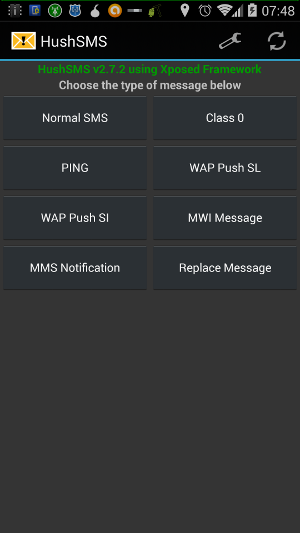 07:48
HushSMS
HushSMS v2.7.2 using Xposed Framework
Choose the type of message below
Normal SMS
Class 0
PING
WAP Push SL
WAP Push SI
MWI Message
MMS Notification
Replace Message